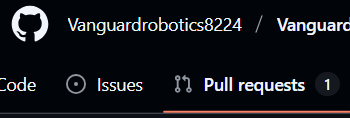 Vanguardrobotics8224 / Vanguard
Code Issues Pull requests 1